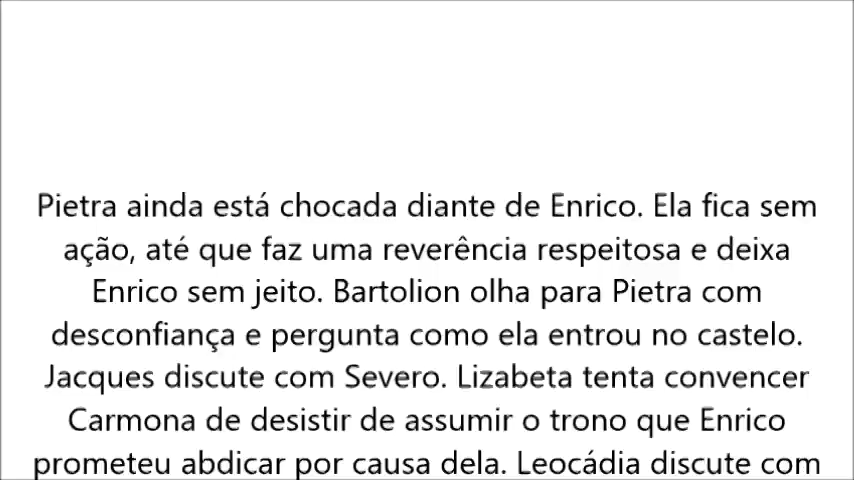 Pietra ainda está chocada diante de Enrico. Ela fica sem
ação, até que faz uma reverência respeitosa e deixa
Enrico sem jeito. Bartolion olha para Pietra com
desconfiança e pergunta como ela entrou no castelo.
Jacques discute com Severo. Lizabeta tenta convencer
Carmona de desistir de assumir o trono que Enrico
prometeu abdicar por causa dela. Leocádia discute com